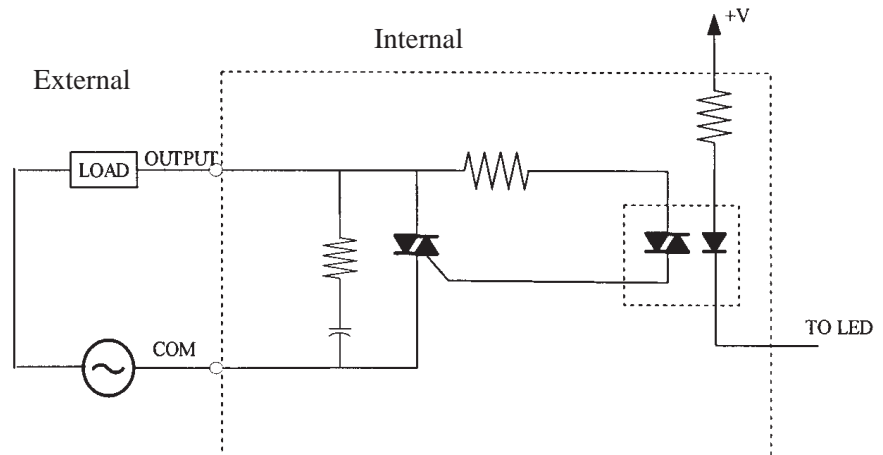 +V
Internal
External
LOAD
OUTPUT
COM
TO LED